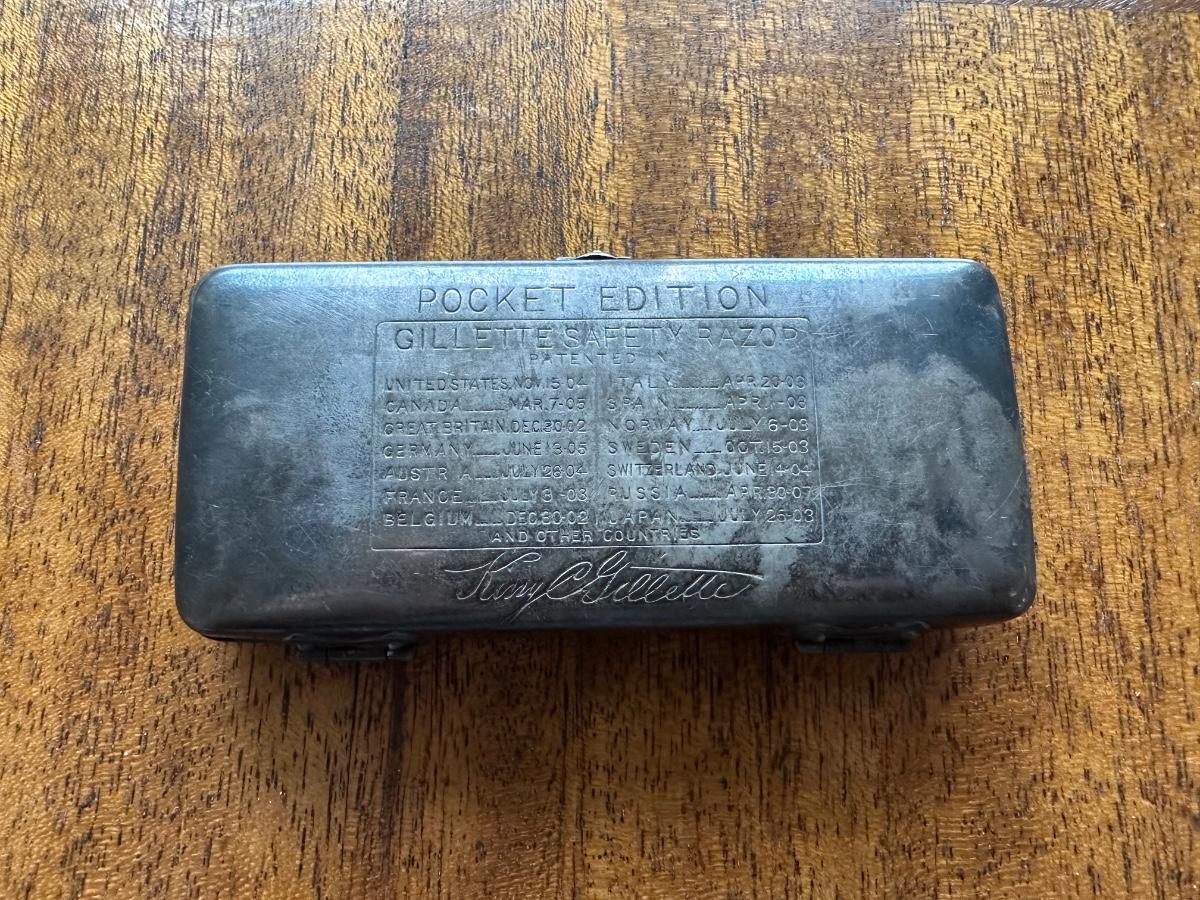 POCKET EDITION
GILLETTE SAFETY RAZOR
PATENTED
UNITED STATES, NOV. 15-04
CANADA......MAR. 7-05
GREAT BRITAIN. DEC. 30-02
GERMANY......JUNE 13-05
AUSTRIA......JULY 26-04
FRANCE......JULY 31-03
BELGIUM......DEC. 30-02
ITALY......APR. 23-03
SPAIN......APR. 1-03
NORWAY......JULY 6-03
SWEDEN......OCT. 15-03
SWITZERLAND. JUNE 14-04
RUSSIA......APR. 30-07
JAPAN......JULY 25-03
AND OTHER COUNTRIES
King C Gillette